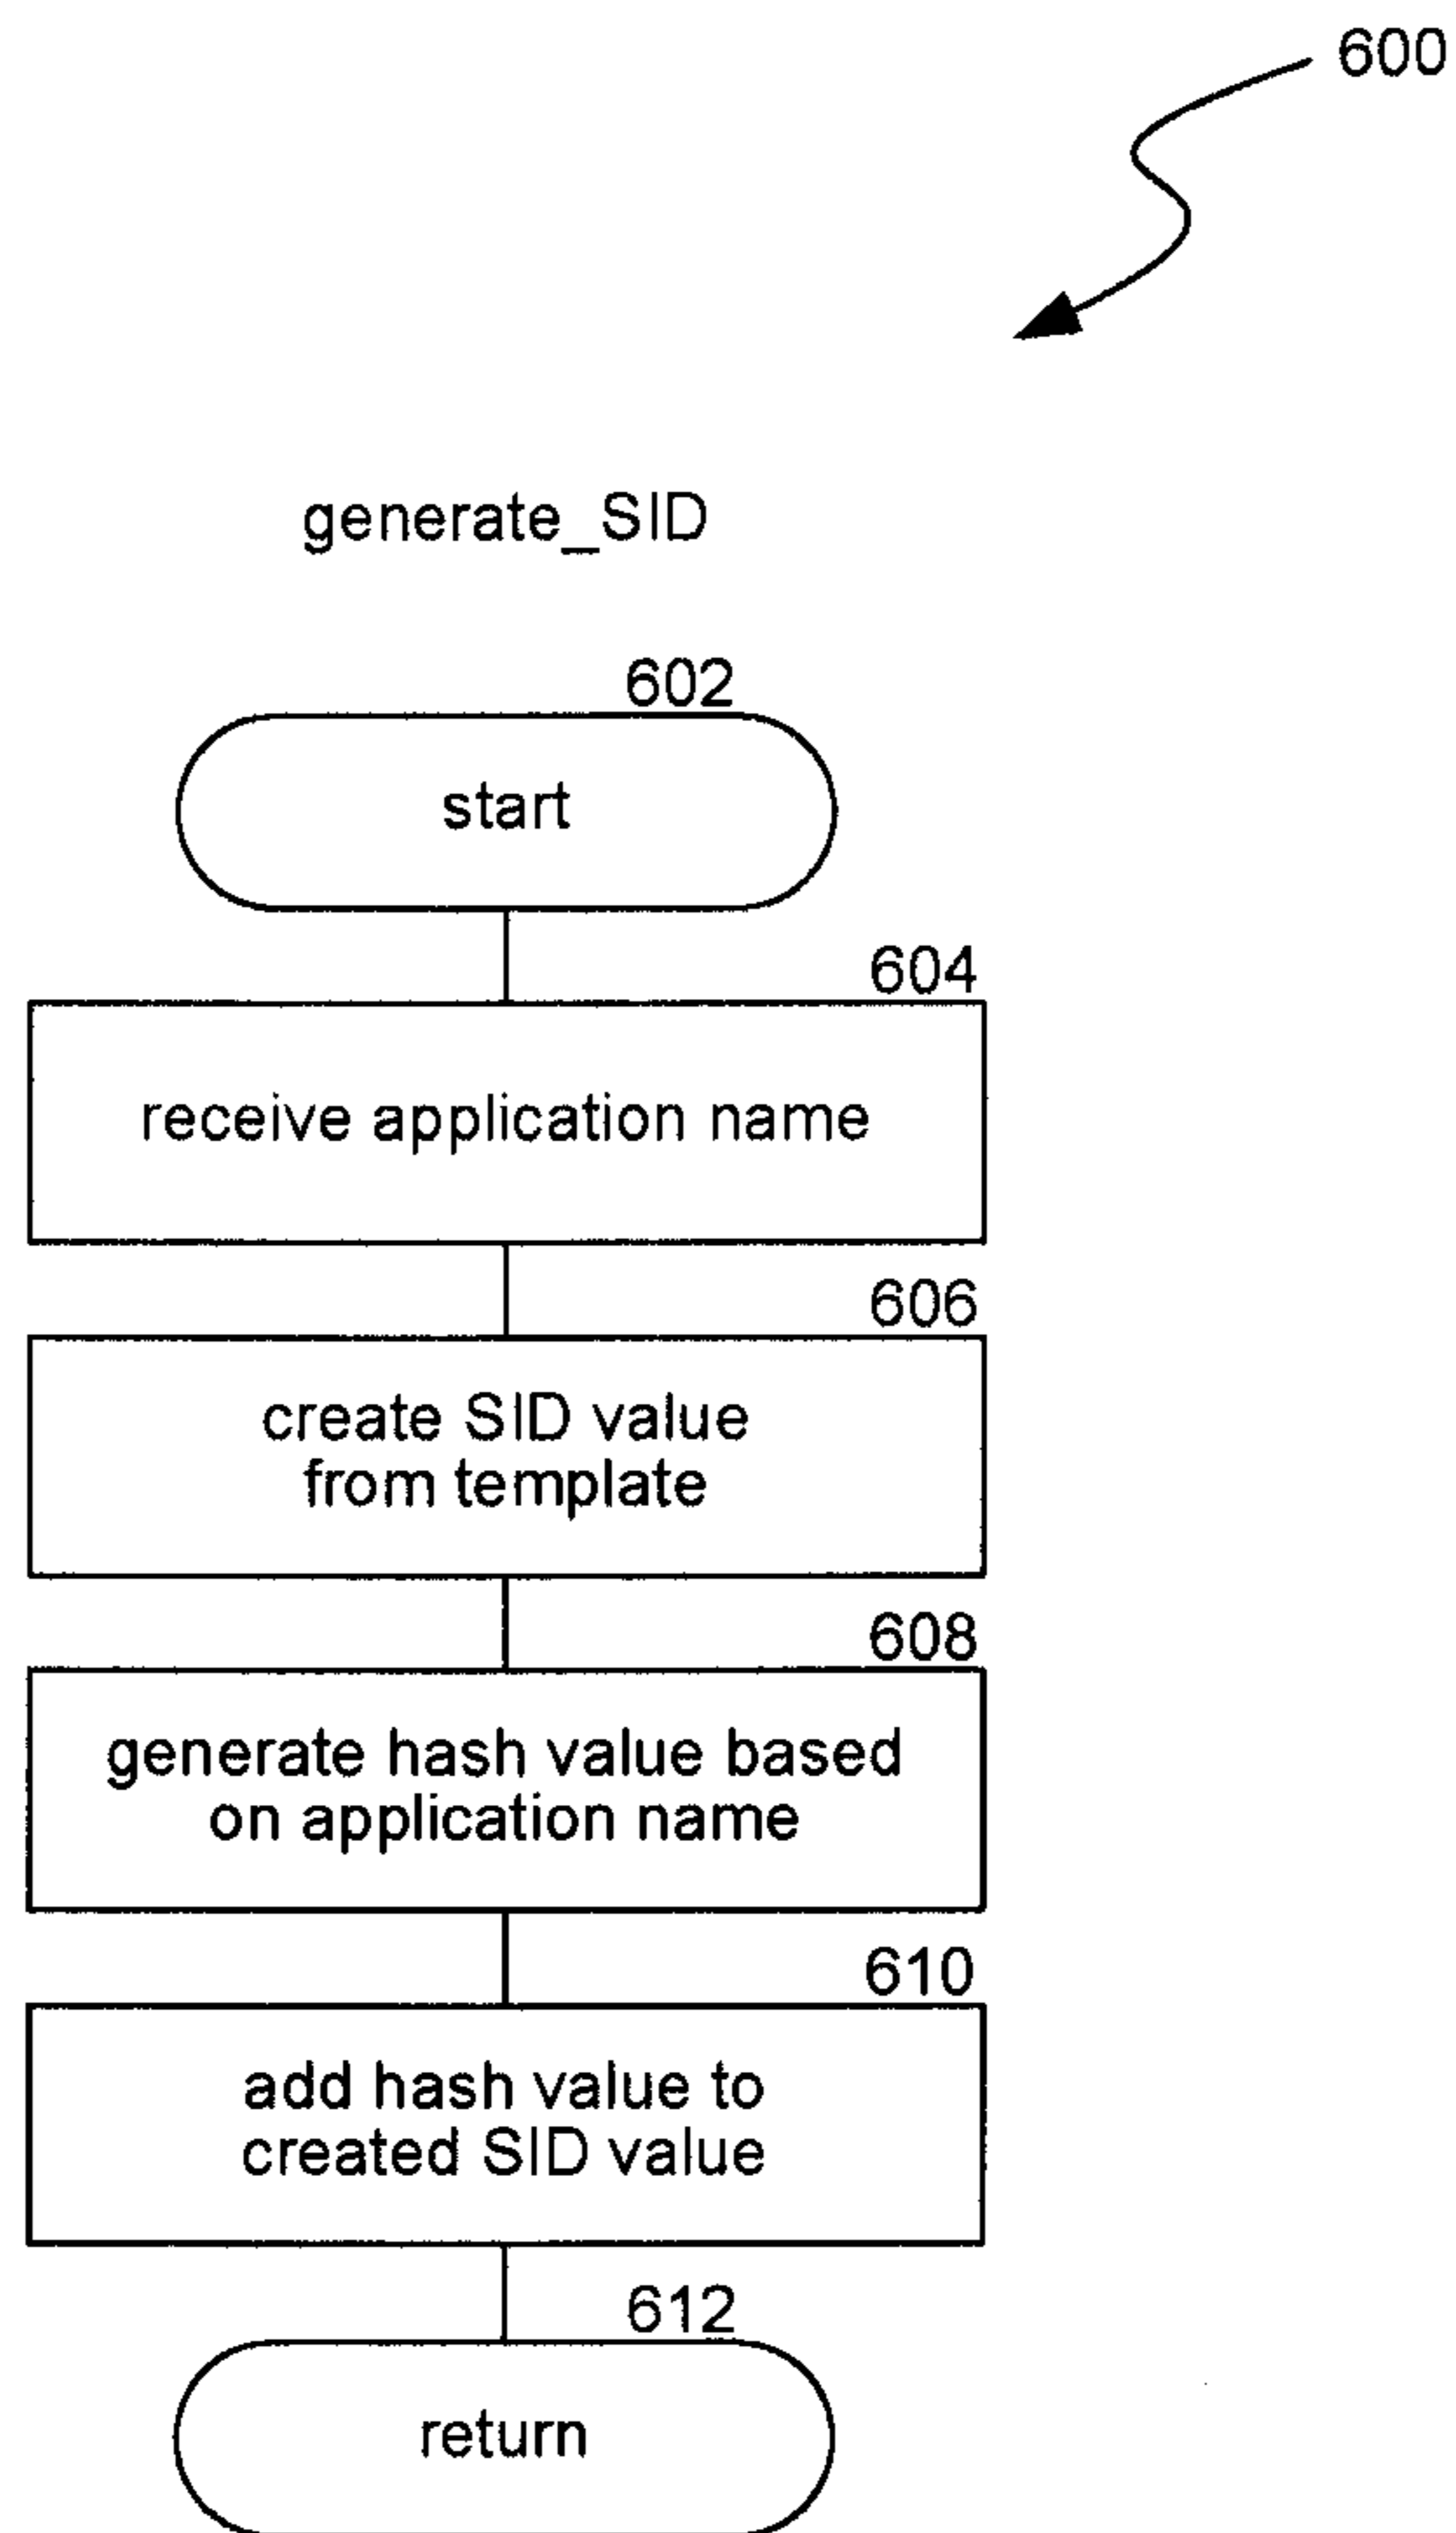 600
generate_SID
602
start
604
receive application name
606
create SID value
from template
608
generate hash value based
on application name
610
add hash value to
created SID value
612
return